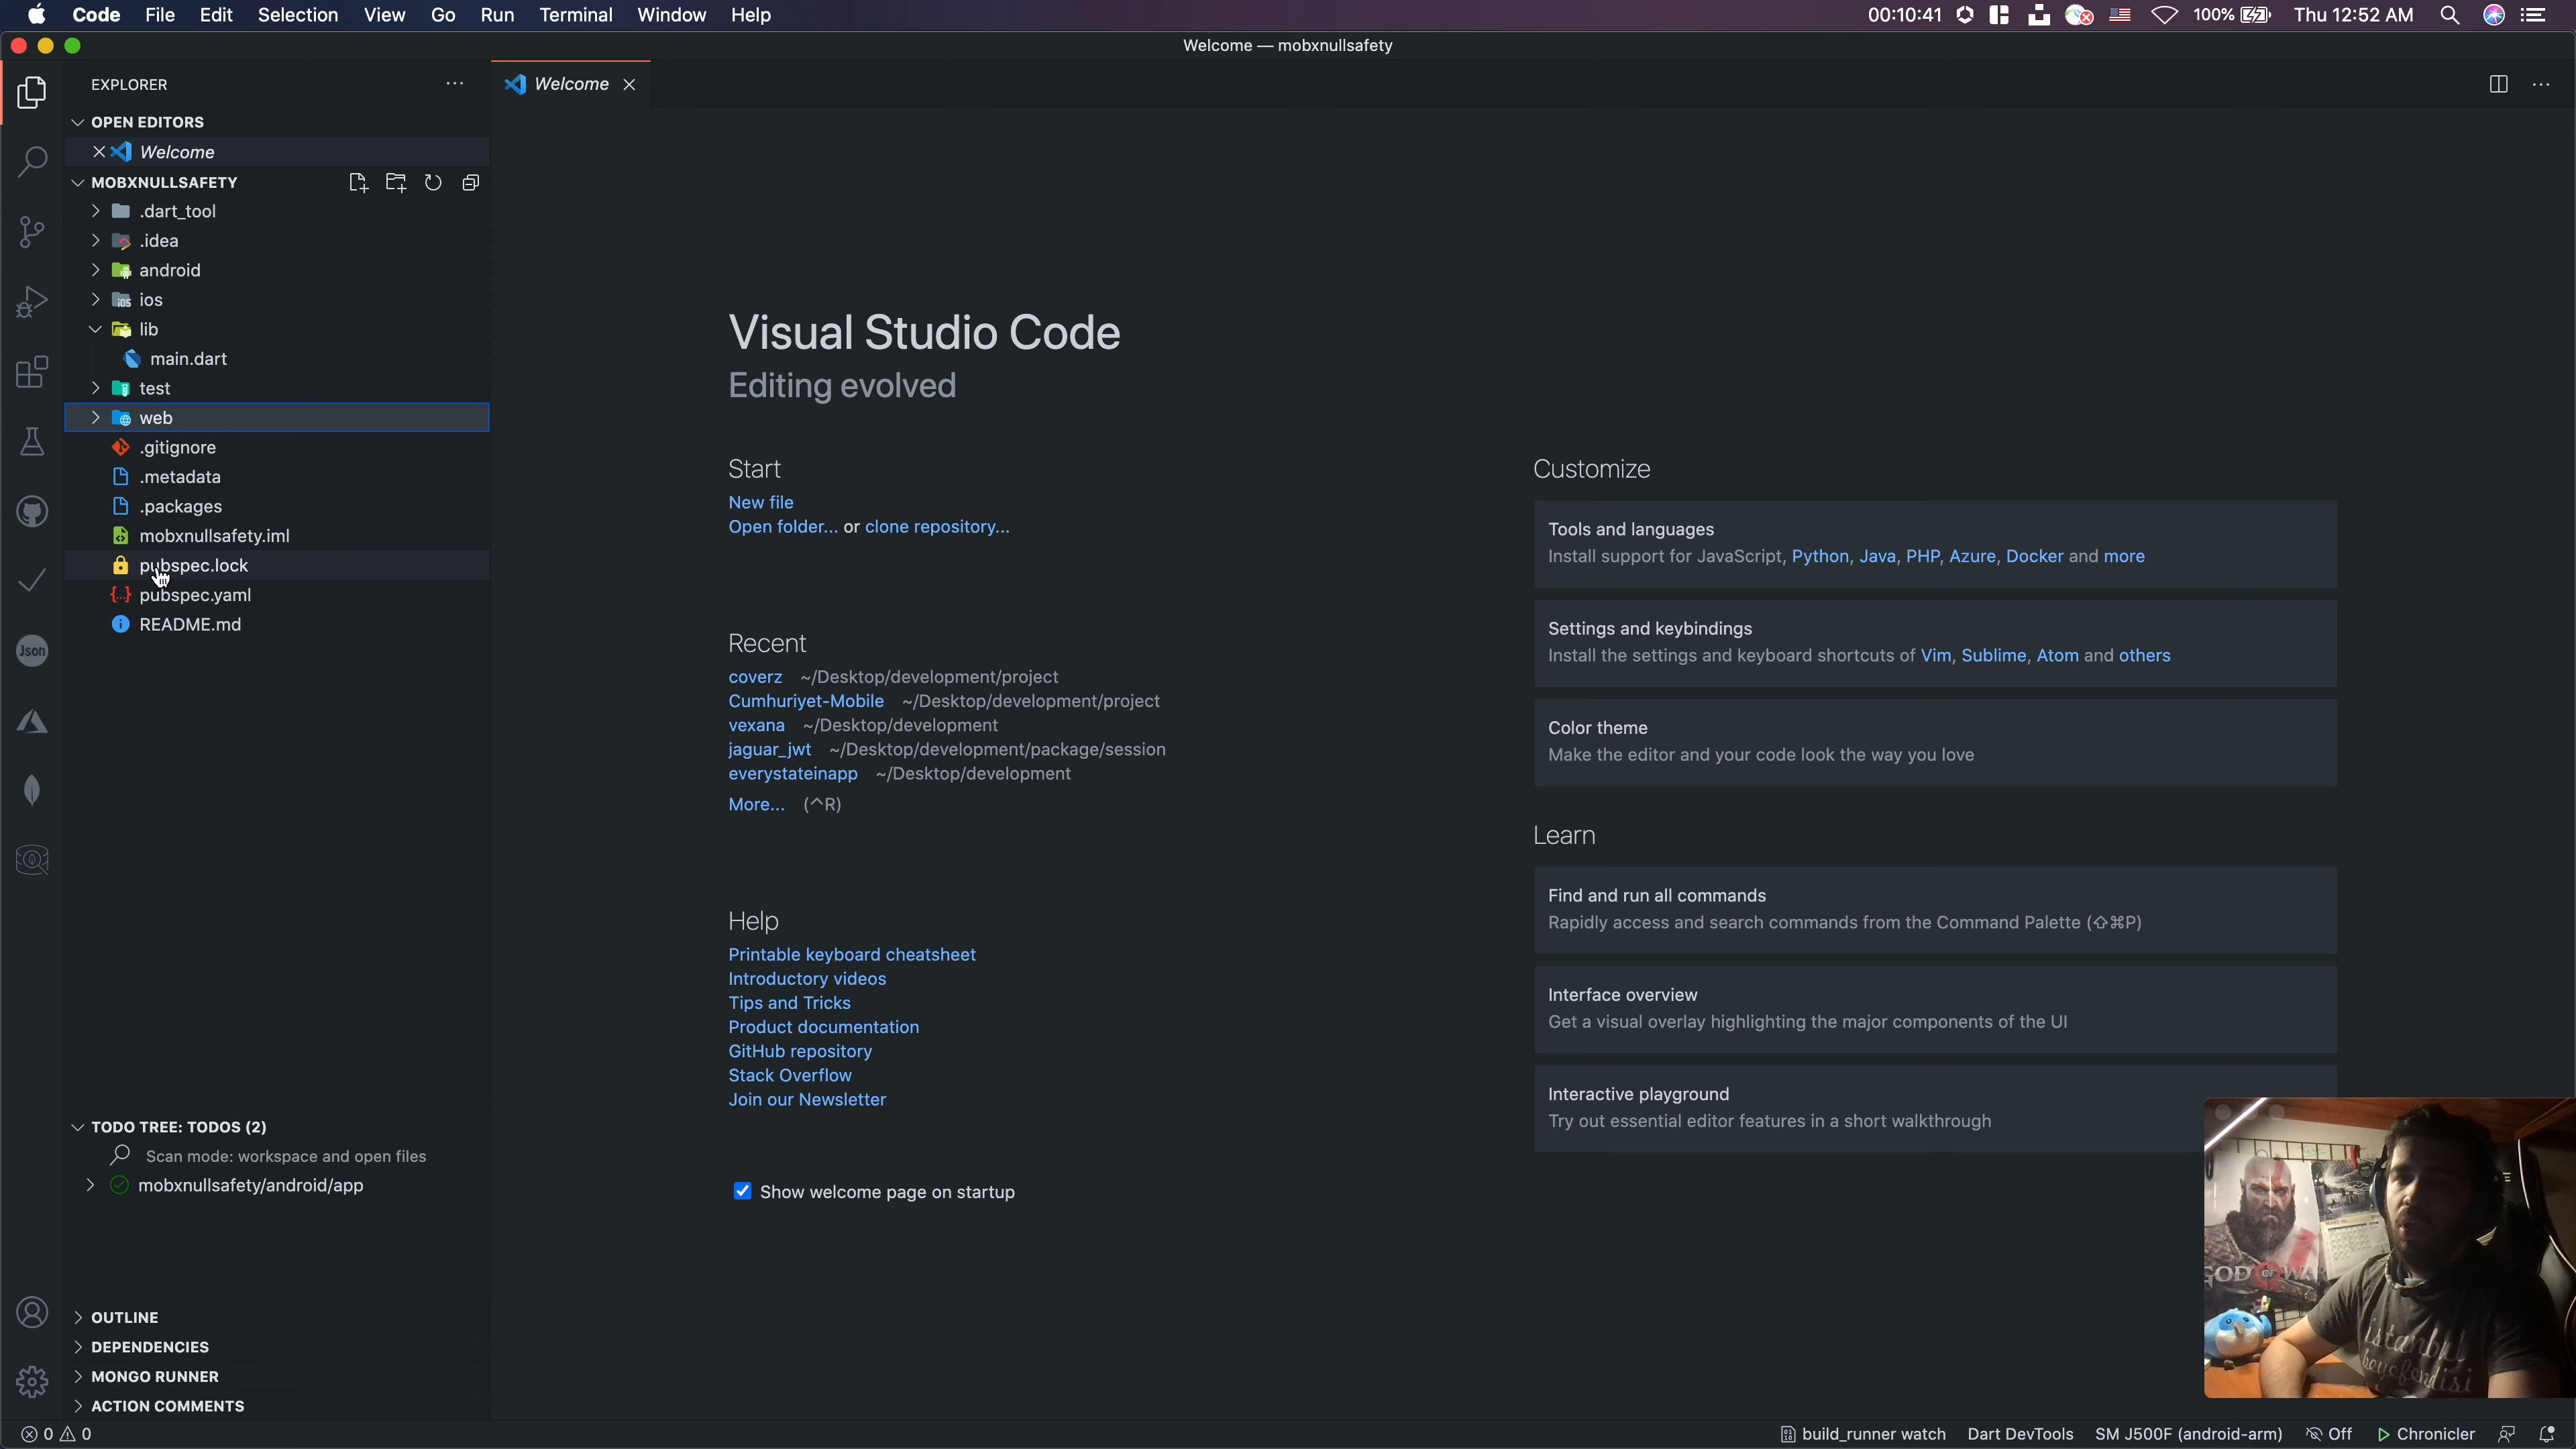 Code File Edit Selection View Go Run Terminal Window Help
00:10:41 100% Thu 12:52 AM
Welcome — mobxnullsafety
EXPLORER
Welcome
OPEN EDITORS
Welcome
MOBXNULLSAFETY
.dart_tool
.idea
android
ios
lib
main.dart
test
web
.gitignore
.metadata
.packages
mobxnullsafety.iml
pubspec.lock
pubspec.yaml
README.md
Json
TODO TREE: TODOS (2)
Scan mode: workspace and open files
mobxnullsafety/android/app
OUTLINE
DEPENDENCIES
MONGO RUNNER
ACTION COMMENTS
Visual Studio Code
Editing evolved
Start
New file
Open folder... or clone repository...
Recent
coverz ~/Desktop/development/project
Cumhuriyet-Mobile ~/Desktop/development/project
vexana ~/Desktop/development
jaguar_jwt ~/Desktop/development/package/session
everystateinapp ~/Desktop/development
More... (^R)
Help
Printable keyboard cheatsheet
Introductory videos
Tips and Tricks
Product documentation
GitHub repository
Stack Overflow
Join our Newsletter
Show welcome page on startup
Customize
Tools and languages
Install support for JavaScript, Python, Java, PHP, Azure, Docker and more
Settings and keybindings
Install the settings and keyboard shortcuts of Vim, Sublime, Atom and others
Color theme
Make the editor and your code look the way you love
Learn
Find and run all commands
Rapidly access and search commands from the Command Palette (⇧⌘P)
Interface overview
Get a visual overlay highlighting the major components of the UI
Interactive playground
Try out essential editor features in a short walkthrough
GOD OF WAR
istanbul
beyefendisi
0 0
build_runner watch Dart DevTools SM J500F (android-arm) Off Chronicler